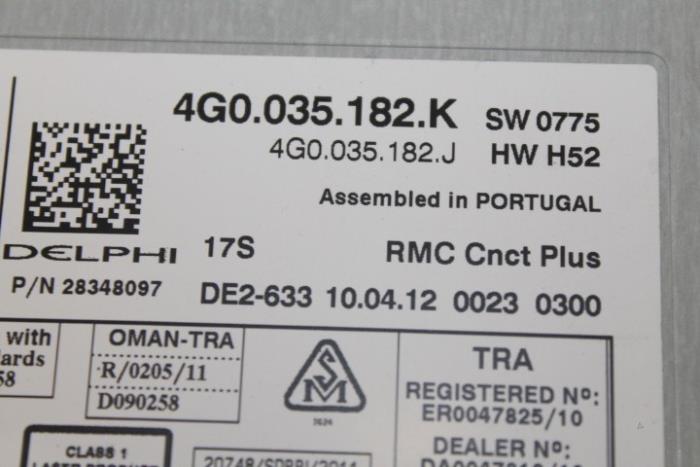 4G0.035.182.K SW 0775
4G0.035.182.J HW H52
Assembled in PORTUGAL
DELPHI 17S RMC Cnct Plus
P/N 28348097 DE2-633 10.04.12 0023 0300
with
ards
58
OMAN-TRA
R/0205/11
D090258
SM
TRA
REGISTERED Nº:
ER0047825/10
DEALER Nº:
CLASS 1